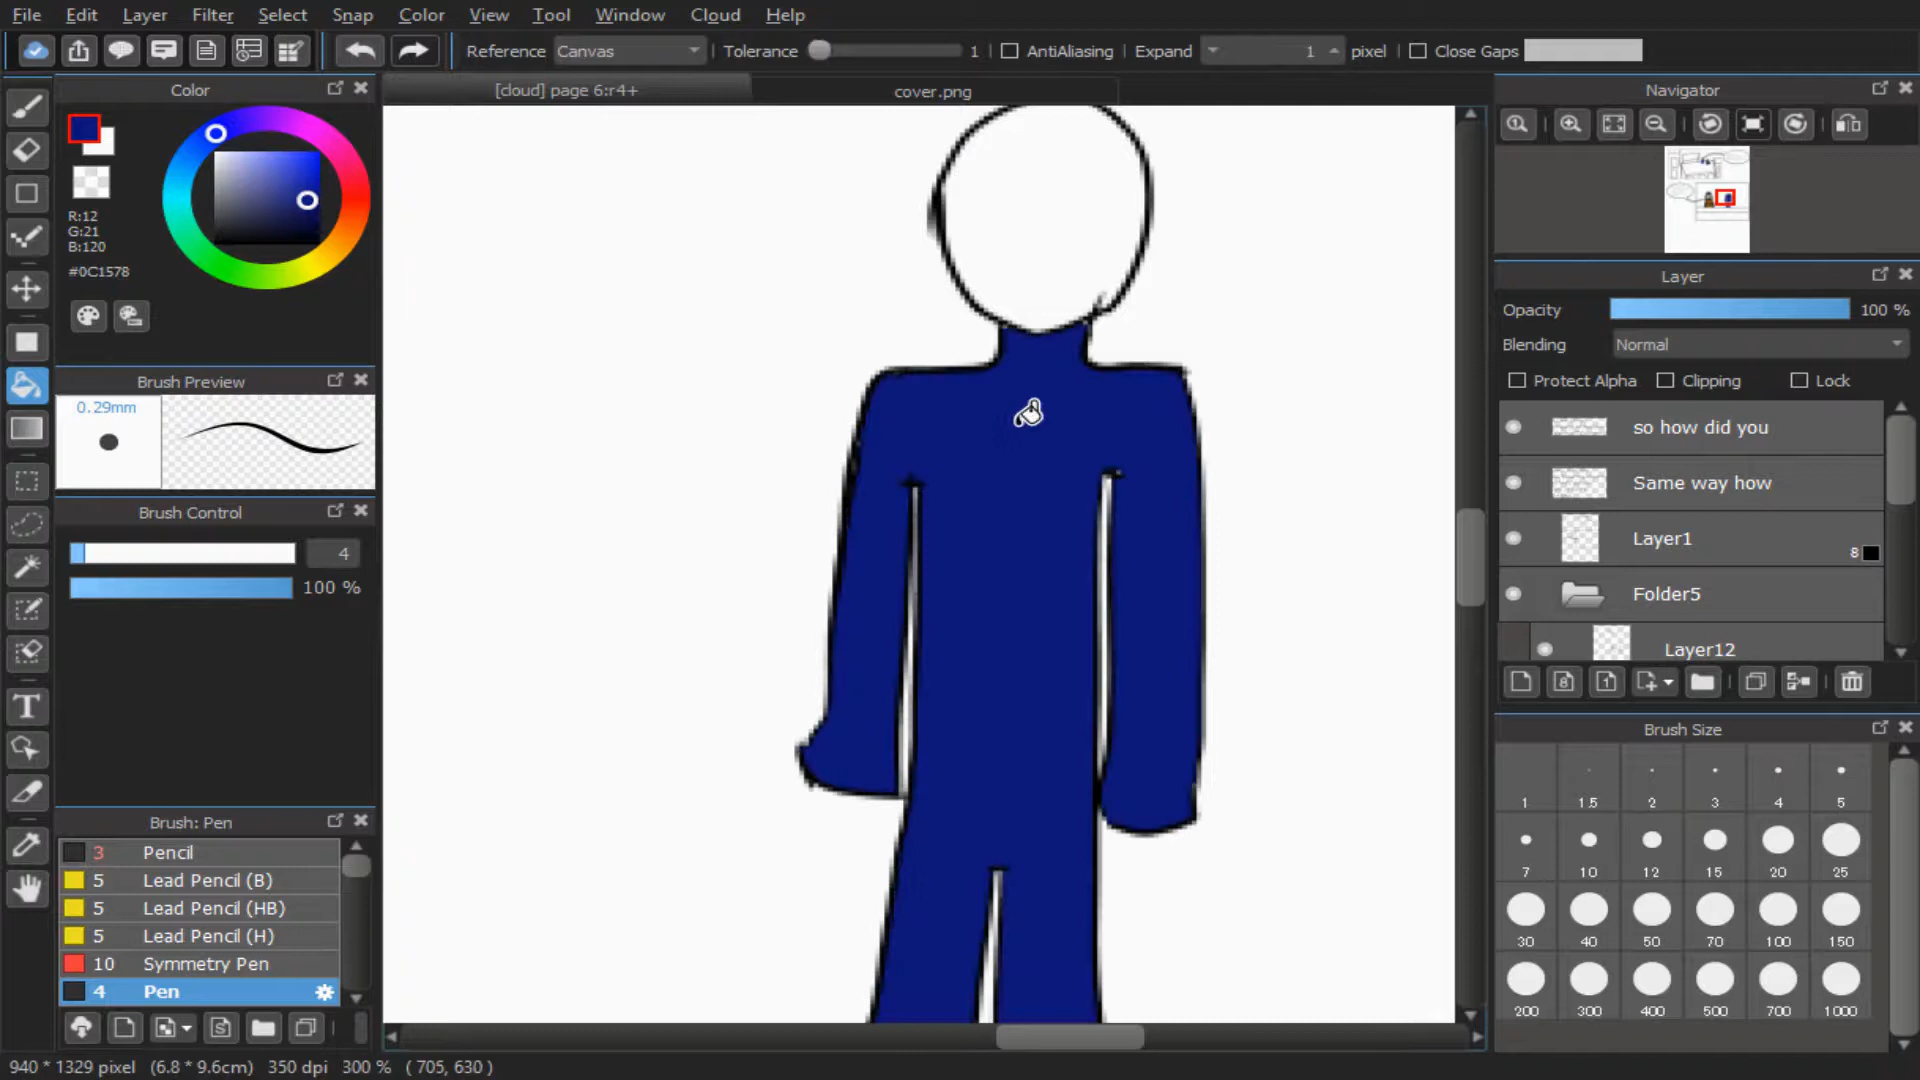 File Edit Layer Filter Select Snap Color View Tool Window Cloud Help
Reference Canvas Tolerance 1 AntiAliasing Expand 1 pixel Close Gaps
[cloud] page 6:r4+ cover.png
Color
R:12
G:21
B:120
#0C1578
Brush Preview
0.29mm
Brush Control
4
100 %
Brush: Pen
3 Pencil
5 Lead Pencil (B)
5 Lead Pencil (HB)
5 Lead Pencil (H)
10 Symmetry Pen
4 Pen
Navigator
Layer
Opacity 100 %
Blending Normal
Protect Alpha Clipping Lock
so how did you
Same way how
Layer1
8
Folder5
Layer12
Brush Size
1 1.5 2 3 4 5
7 10 12 15 20 25
30 40 50 70 100 150
200 300 400 500 700 1000
940 * 1329 pixel (6.8 * 9.6cm) 350 dpi 300 % ( 705, 630 )